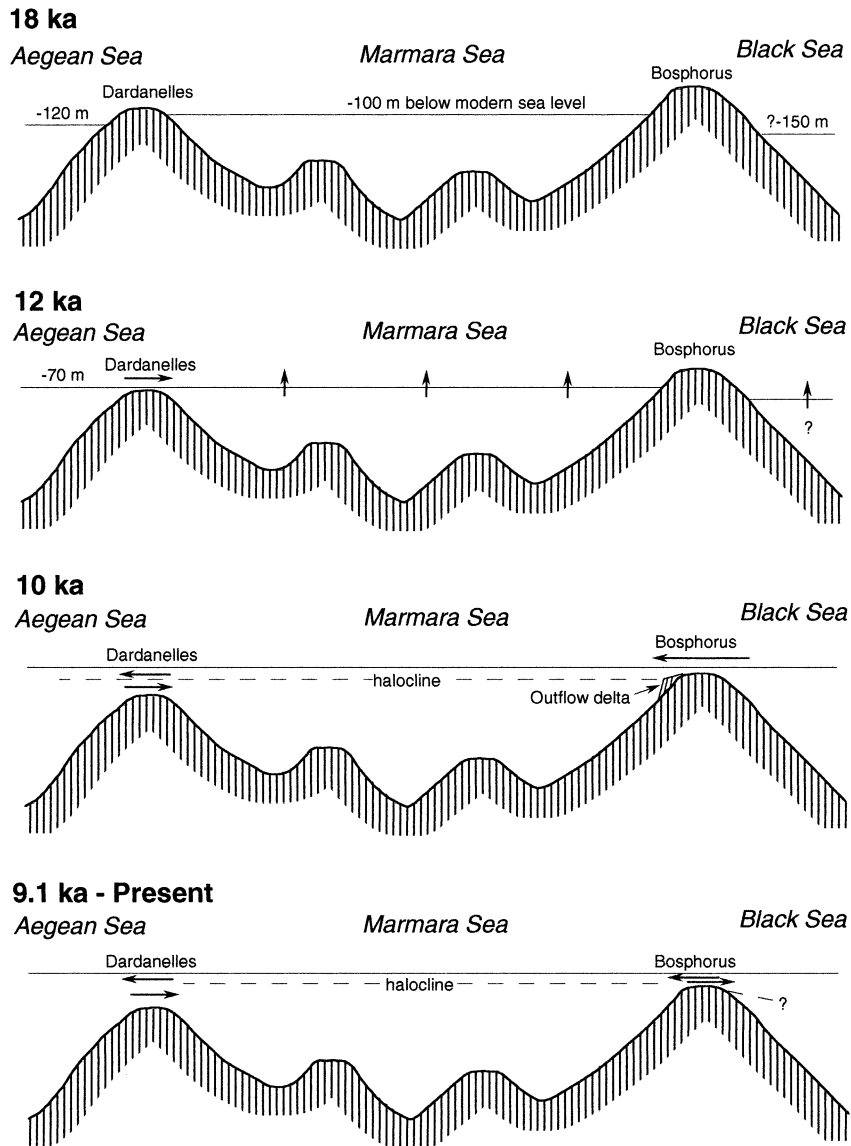 18 ka
Aegean Sea
Marmara Sea
Black Sea
Dardanelles
Bosphorus
-120 m
-100 m below modern sea level
?-150 m
12 ka
Aegean Sea
Marmara Sea
Black Sea
Dardanelles
Bosphorus
-70 m
?
10 ka
Aegean Sea
Marmara Sea
Black Sea
Dardanelles
Bosphorus
halocline
Outflow delta
9.1 ka - Present
Aegean Sea
Marmara Sea
Black Sea
Dardanelles
Bosphorus
halocline
?